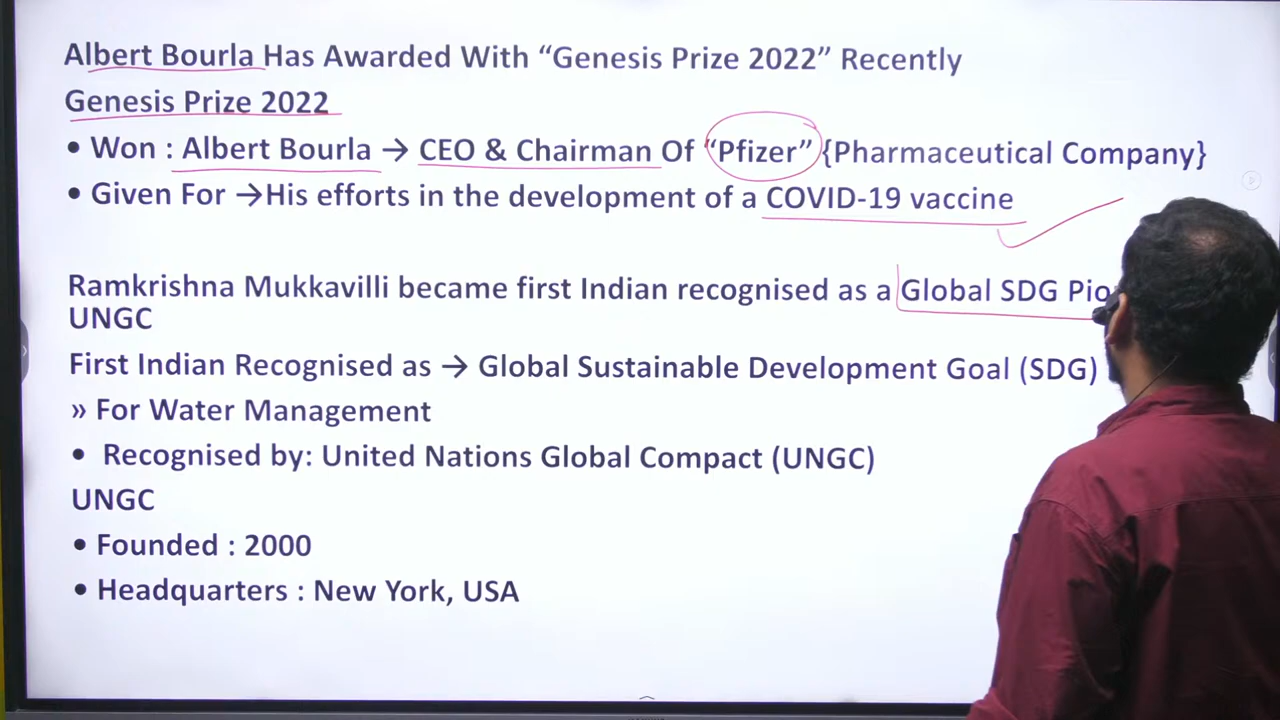 Albert Bourla Has Awarded With “Genesis Prize 2022” Recently
Genesis Prize 2022
• Won : Albert Bourla → CEO & Chairman Of “Pfizer” {Pharmaceutical Company}
• Given For →His efforts in the development of a COVID-19 vaccine
Ramkrishna Mukkavilli became first Indian recognised as a Global SDG
UNGC
First Indian Recognised as → Global Sustainable Development Goal (SDG)
» For Water Management
• Recognised by: United Nations Global Compact (UNGC)
UNGC
• Founded : 2000
• Headquarters : New York, USA